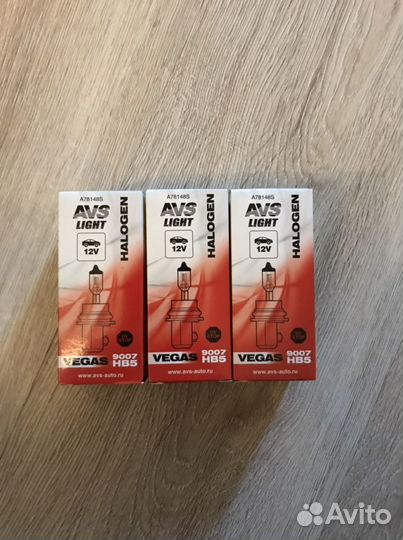 A78148S
AVS
LIGHT
HALOGEN
12V
VEGAS
9007
HB5
www.avs-auto.ru
A78148S
AVS
LIGHT
HALOGEN
12V
VEGAS
9007
HB5
www.avs-auto.ru
A78148S
AVS
LIGHT
HALOGEN
12V
VEGAS
9007
HB5
www.avs-auto.ru
Avito